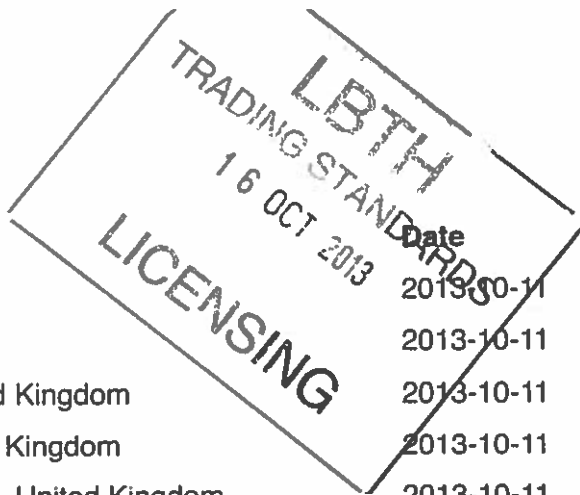 LBTH
TRADING STANDARDS
16 OCT 2013
LICENSING
Date
2013-10-11
2013-10-11
d Kingdom 2013-10-11
Kingdom 2013-10-11
United Kingdom 2013-10-11